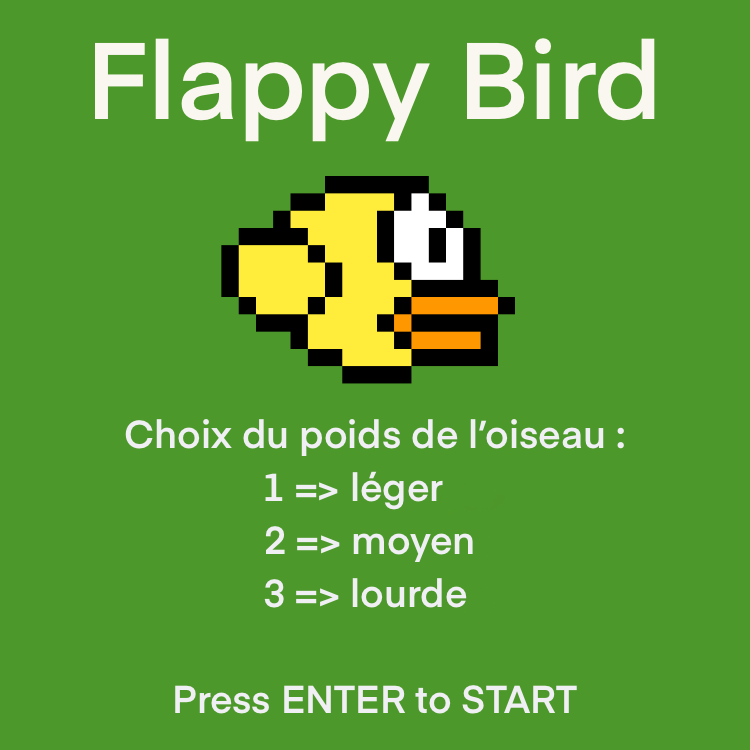 Flappy Bird
Choix du poids de l’oiseau :
1 => léger
2 => moyen
3 => lourde
Press ENTER to START